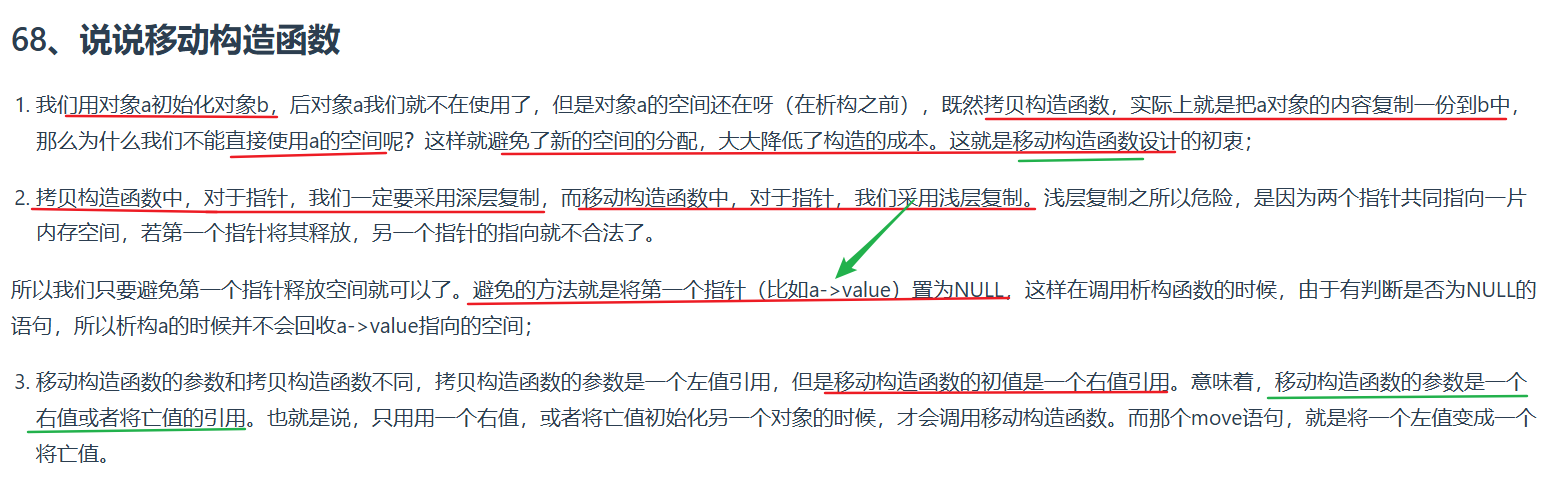 68、说说移动构造函数
1. 我们用对象a初始化对象b，后对象a我们就不在使用了，但是对象a的空间还在呀（在析构之前），既然拷贝构造函数，实际上就是把a对象的内容复制一份到b中，
那么为什么我们不能直接使用a的空间呢？这样就避免了新的空间的分配，大大降低了构造的成本。这就是移动构造函数设计的初衷；
2. 拷贝构造函数中，对于指针，我们一定要采用深层复制，而移动构造函数中，对于指针，我们采用浅层复制。浅层复制之所以危险，是因为两个指针共同指向一片
内存空间，若第一个指针将其释放，另一个指针的指向就不合法了。
所以我们只要避免第一个指针释放空间就可以了。避免的方法就是将第一个指针（比如a->value）置为NULL，这样在调用析构函数的时候，由于有判断是否为NULL的
语句，所以析构a的时候并不会回收a->value指向的空间；
3. 移动构造函数的参数和拷贝构造函数不同，拷贝构造函数的参数是一个左值引用，但是移动构造函数的初值是一个右值引用。意味着，移动构造函数的参数是一个
右值或者将亡值的引用。也就是说，只用用一个右值，或者将亡值初始化另一个对象的时候，才会调用移动构造函数。而那个move语句，就是将一个左值变成一个
将亡值。